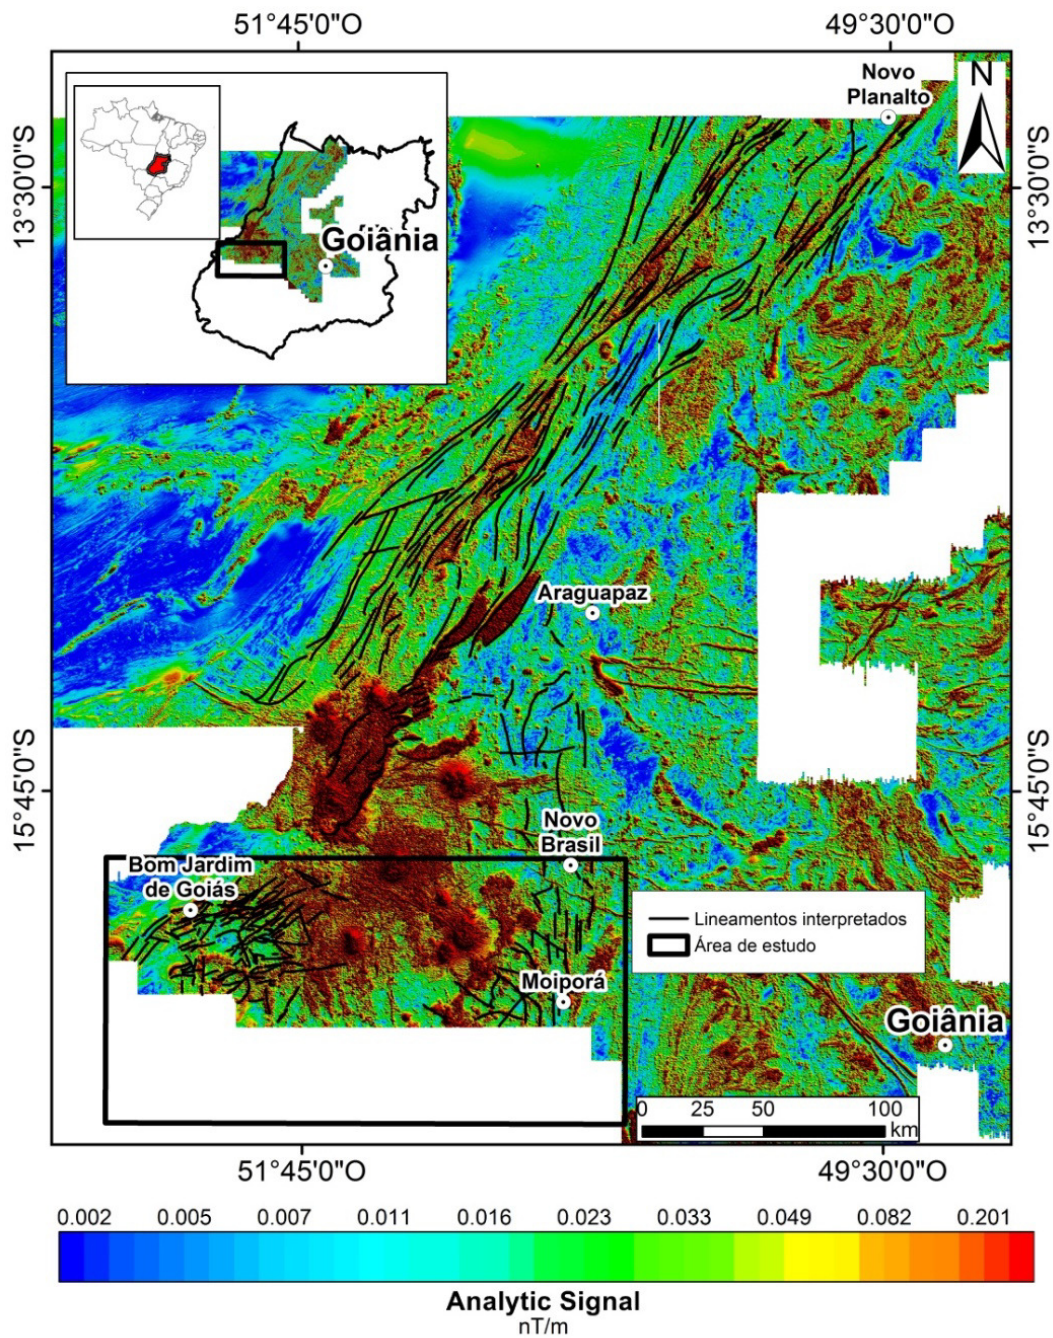 51°45'0"O
49°30'0"O
Novo
Planalto
N
13°30'0"S
13°30'0"S
Goiânia
Araguapaz
15°45'0"S
15°45'0"S
Novo
Brasil
Bom Jardim
de Goiás
Lineamentos interpretados
Área de estudo
Moiporá
Goiânia
0 25 50 100
km
51°45'0"O
49°30'0"O
0.002 0.005 0.007 0.011 0.016 0.023 0.033 0.049 0.082 0.201
Analytic Signal
nT/m